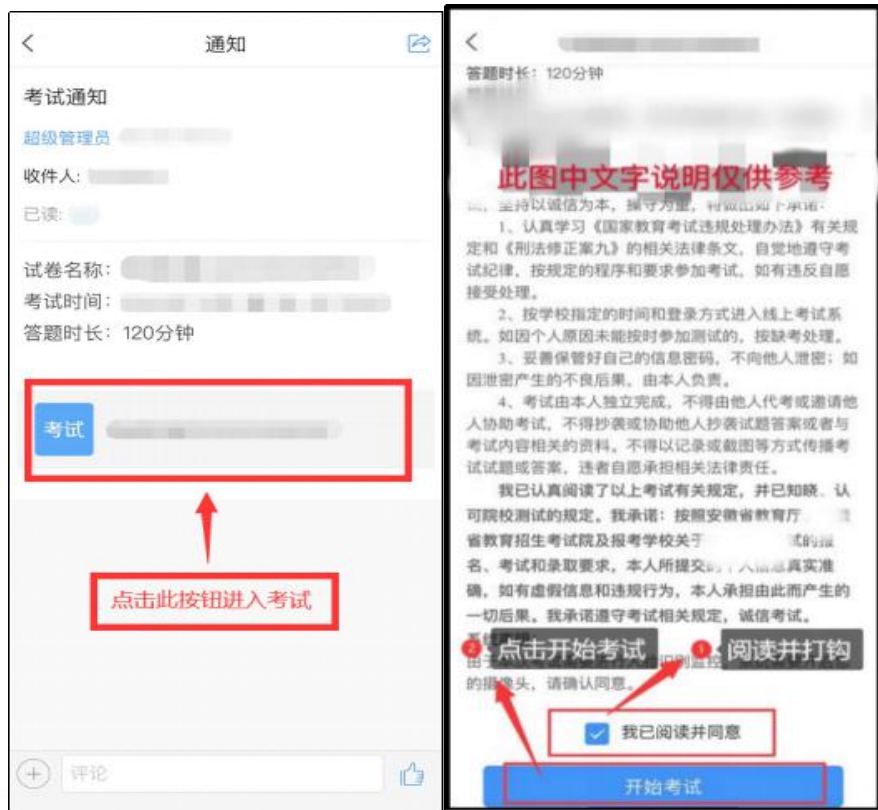 通知
考试通知
超级管理员
收件人:
已读:
试卷名称:
考试时间:
答题时长: 120分钟
考试
点击此按钮进入考试
评论
答题时长: 120分钟
此图中文字说明仅供参考
坚持以诚信为本，操守为重，特做出如下承诺:
1、认真学习《国家教育考试违规处理办法》有关规
定和《刑法修正案九》的相关法律条文，自觉地遵守考
试纪律，按规定的程序和要求参加考试，如有违反自愿
接受处理。
2、按学校指定的时间和登录方式进入线上考试系
统。如因个人原因未能按时参加测试的，按缺考处理。
3、妥善保管好自己的信息密码，不向他人泄密；如
因泄密产生的不良后果，由本人负责。
4、考试由本人独立完成，不得由他人代考或邀请他
人协助考试，不得抄袭或协助他人抄袭试题答案或者与
考试内容相关的资料。不得以记录或截图等方式传播考
试试题或答案，违者自愿承担相关法律责任。
我已认真阅读了以上考试有关规定，并已知晓、认
可院校测试的规定。我承诺：按照安徽省教育厅
省教育招生考试院及报考学校关于 试的报
名、考试和录取要求，本人所提交的个人信息真实准
确，如有虚假信息和违规行为，本人承担由此而产生的
一切后果。我承诺遵守考试相关规定，诚信考试。
2 点击开始考试
1 阅读并打钩
的摄像头，请确认同意。
我已阅读并同意
开始考试